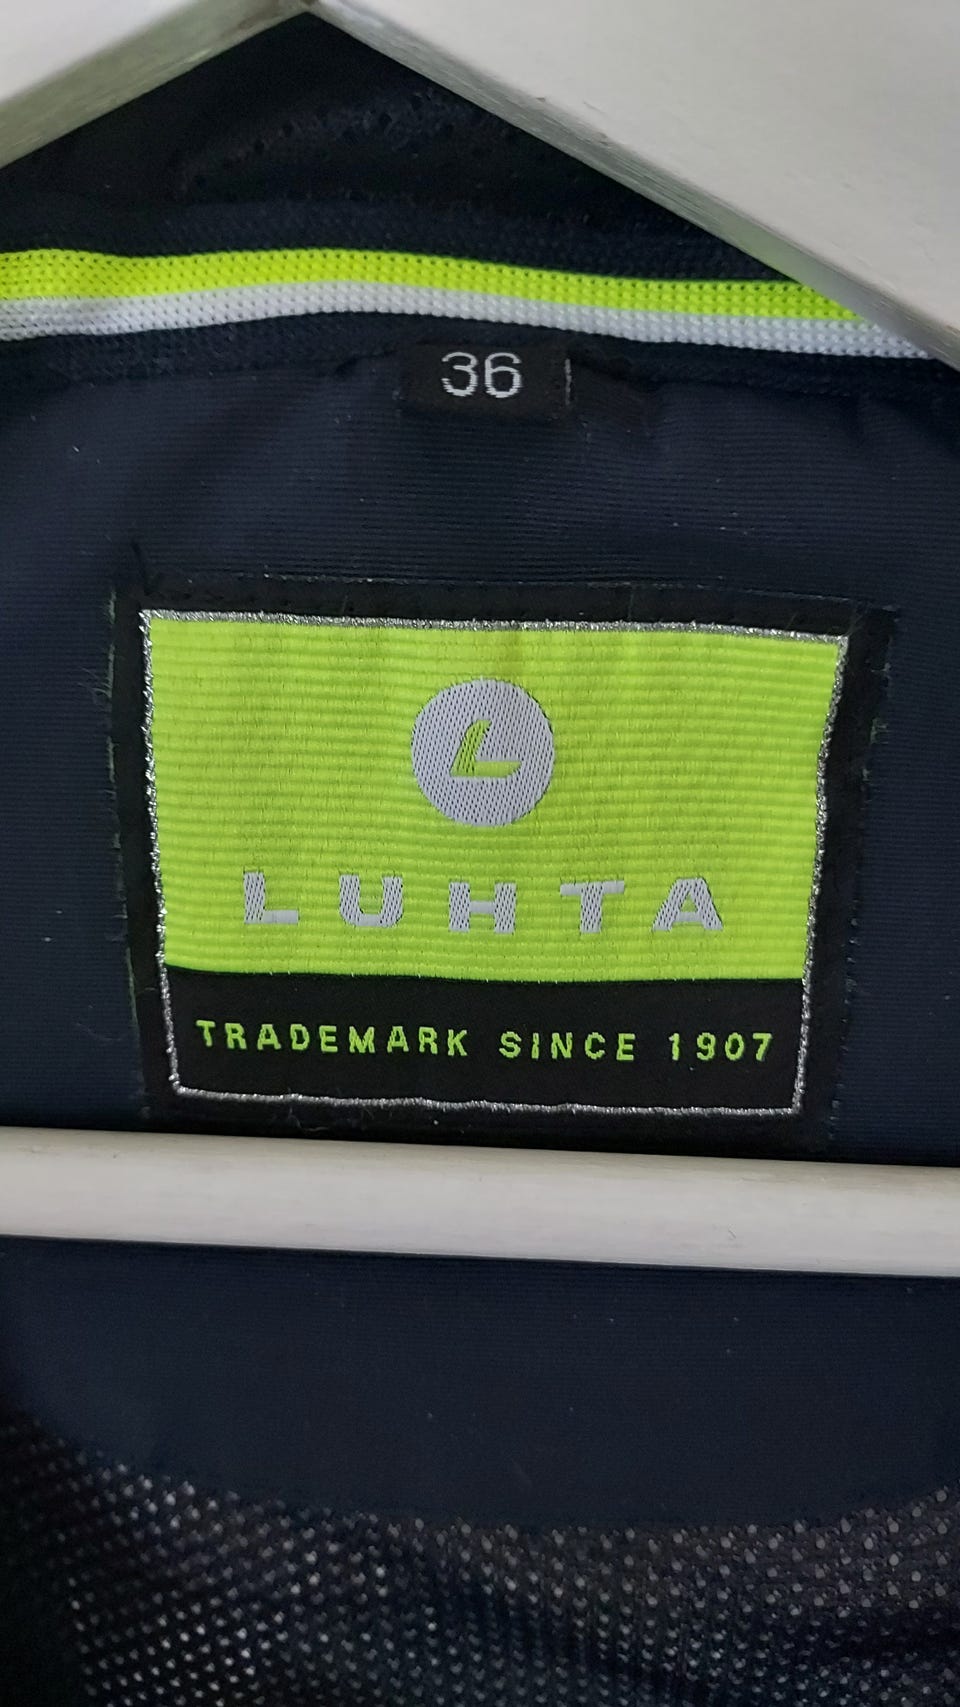 36
L
LUHTA
TRADEMARK SINCE 1907